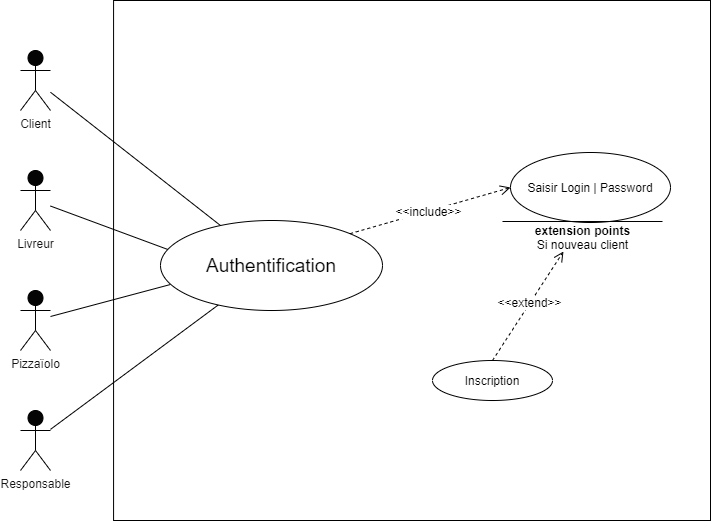 Client
Livreur
Pizzaïolo
Responsable
Authentification
<<include>>
Saisir Login | Password
extension points
Si nouveau client
<<extend>>
Inscription